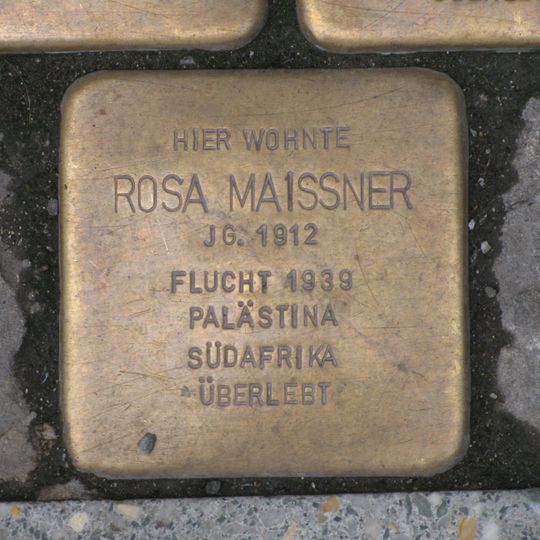 HIER WOHNTE
ROSA MAISSNER
JG. 1912
FLUCHT 1939
PALÄSTINA
SÜDAFRIKA
ÜBERLEBT